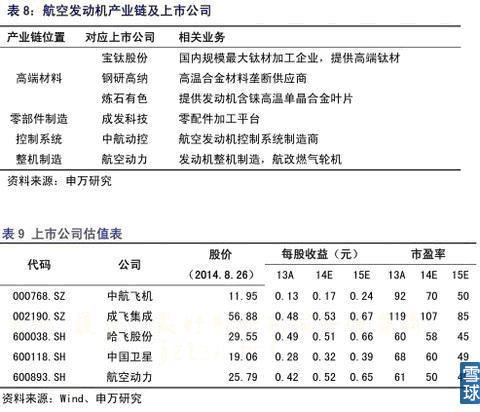 表 8：航空发动机产业链及上市公司
产业链位置 对应上市公司 相关业务
宝钛股份 国内规模最大钛材加工企业，提供高端钛材
高端材料 钢研高纳 高温合金材料垄断供应商
炼石有色 提供发动机含铼高温单晶合金叶片
零部件制造 成发科技 零配件加工平台
控制系统 中航动控 航空发动机控制系统制造商
整机制造 航空动力 发动机整机制造，航改燃气轮机
资料来源：申万研究
表 9 上市公司估值表
股价 每股收益（元） 市盈率
代码 公司 （2014.8.26） 13A 14E 15E 13A 14E 15E
000768.SZ 中航飞机 11.95 0.13 0.17 0.24 92 70 50
002190.SZ 成飞集成 56.88 0.48 0.53 0.67 119 107 85
600038.SH 哈飞股份 29.55 0.49 0.51 0.66 60 58 45
600118.SH 中国卫星 19.06 0.28 0.32 0.39 68 60 49
600893.SH 航空动力 25.79 0.42 0.52 0.65 61 50
资料来源：Wind、申万研究
雪球